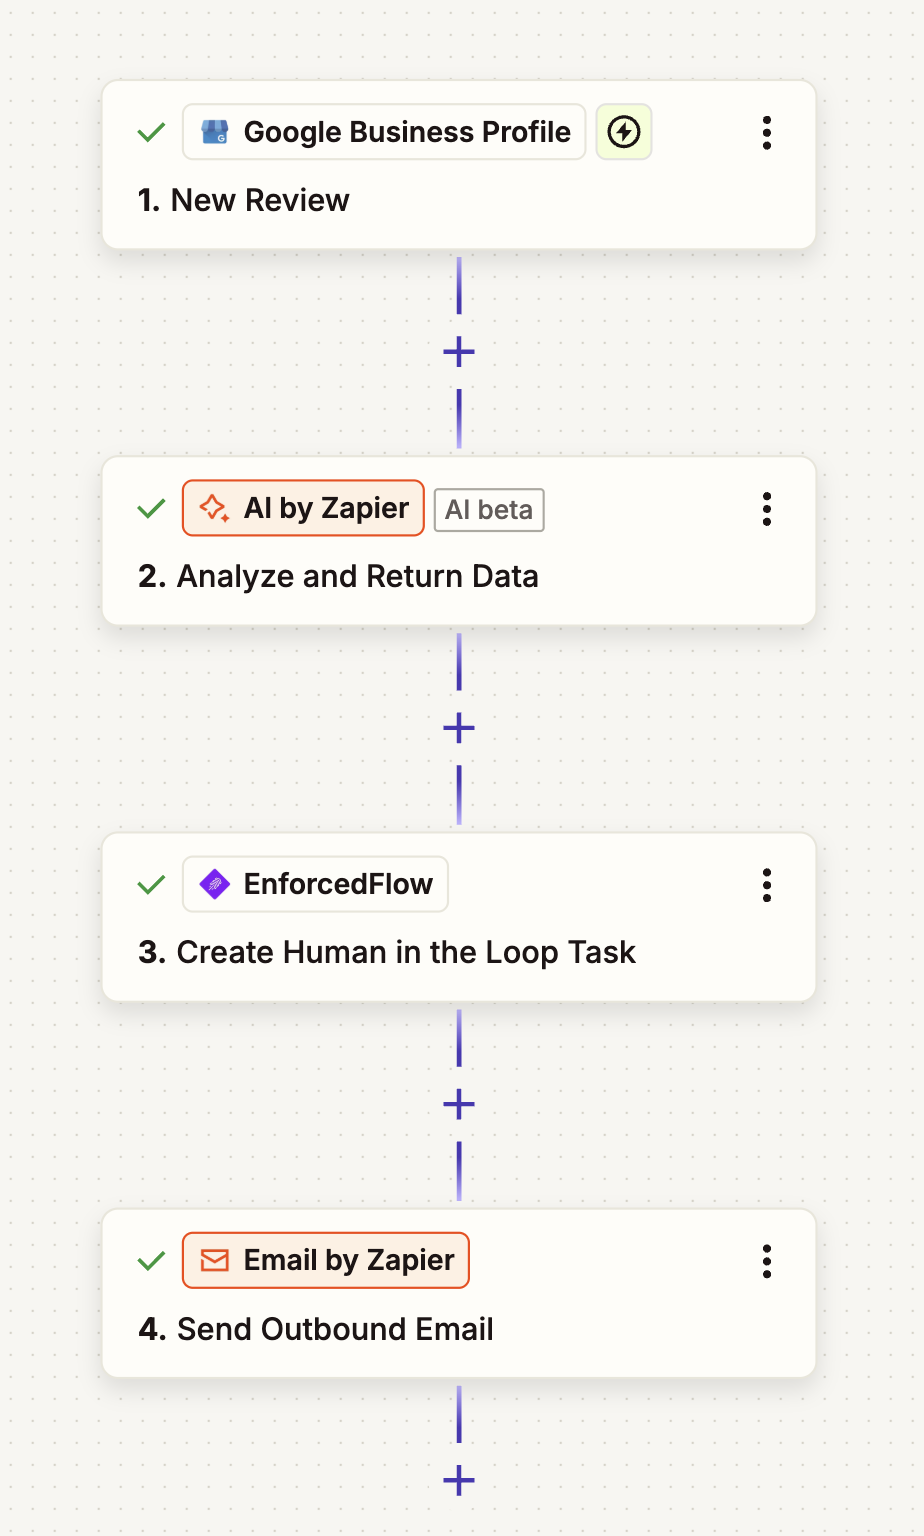 Google Business Profile
1. New Review
AI by Zapier AI beta
2. Analyze and Return Data
EnforcedFlow
3. Create Human in the Loop Task
Email by Zapier
4. Send Outbound Email